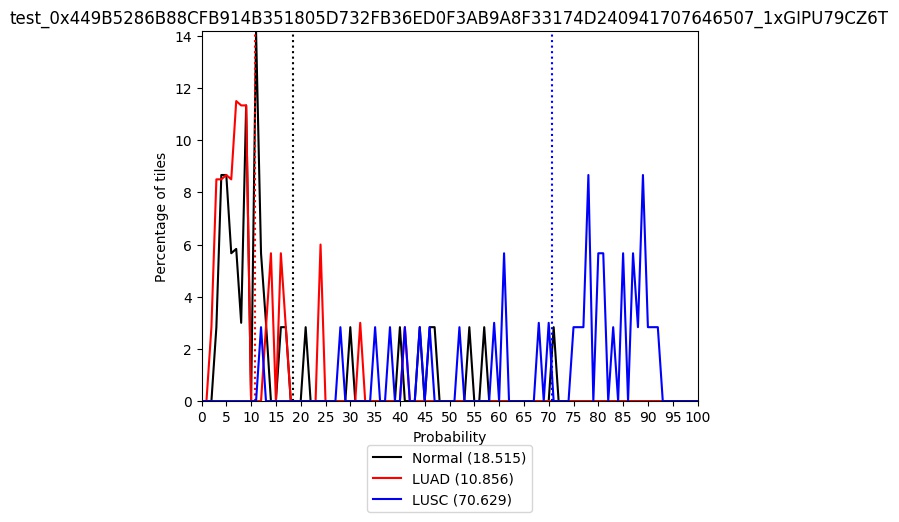 test_0x449B5286B88CFB914B351805D732FB36ED0F3AB9A8F33174D240941707646507_1xGIPU79CZ6T
14
12
10
8
6
4
2
0
Percentage of tiles
0 5 10 15 20 25 30 35 40 45 50 55 60 65 70 75 80 85 90 95 100
Probability
Normal (18.515)
LUAD (10.856)
LUSC (70.629)